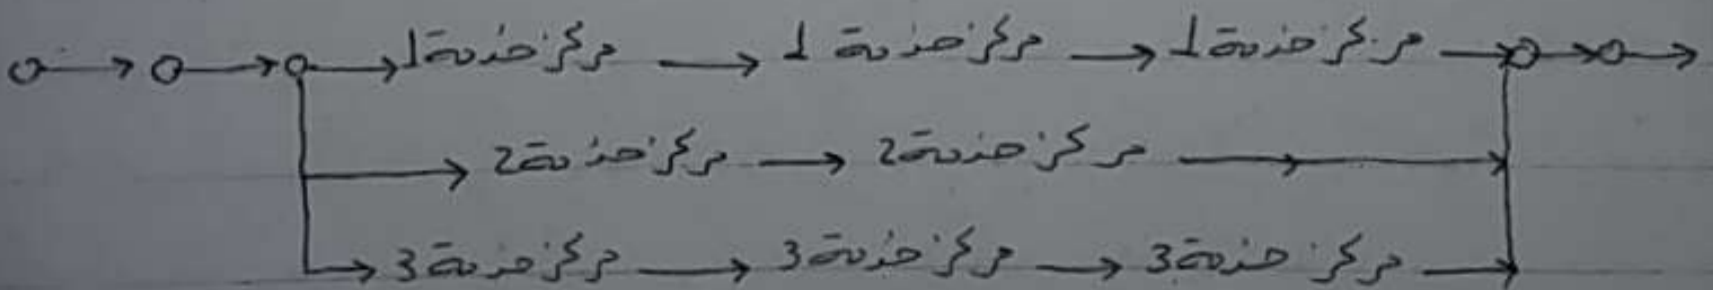 مركز خدمة 1 مركز خدمة 1 مركز خدمة 1
مركز خدمة 2 مركز خدمة 2
مركز خدمة 3 مركز خدمة 3 مركز خدمة 3